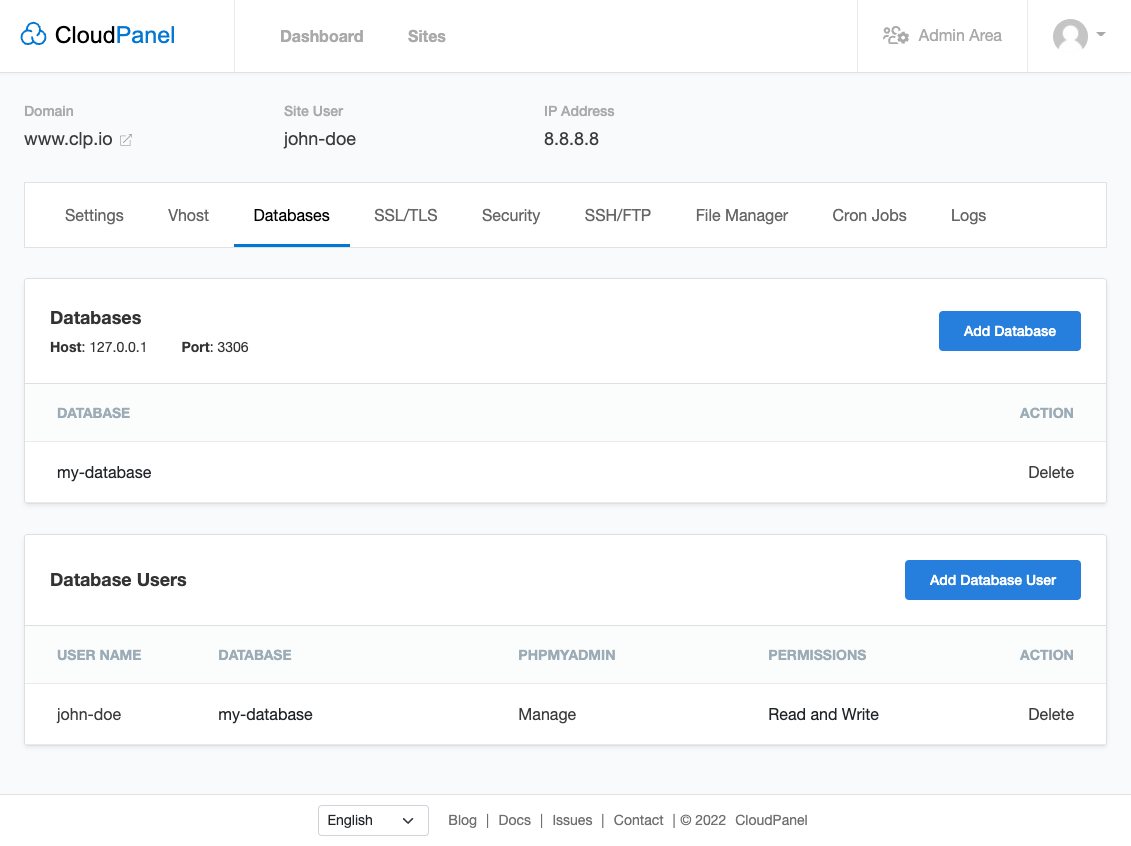 CloudPanel Dashboard Sites Admin Area
Domain Site User IP Address
www.clp.io john-doe 8.8.8.8
Settings Vhost Databases SSL/TLS Security SSH/FTP File Manager Cron Jobs Logs
Databases
Host: 127.0.0.1 Port: 3306
Add Database
DATABASE ACTION
my-database Delete
Database Users
Add Database User
USER NAME DATABASE PHPMYADMIN PERMISSIONS ACTION
john-doe my-database Manage Read and Write Delete
English Blog | Docs | Issues | Contact | © 2022 CloudPanel